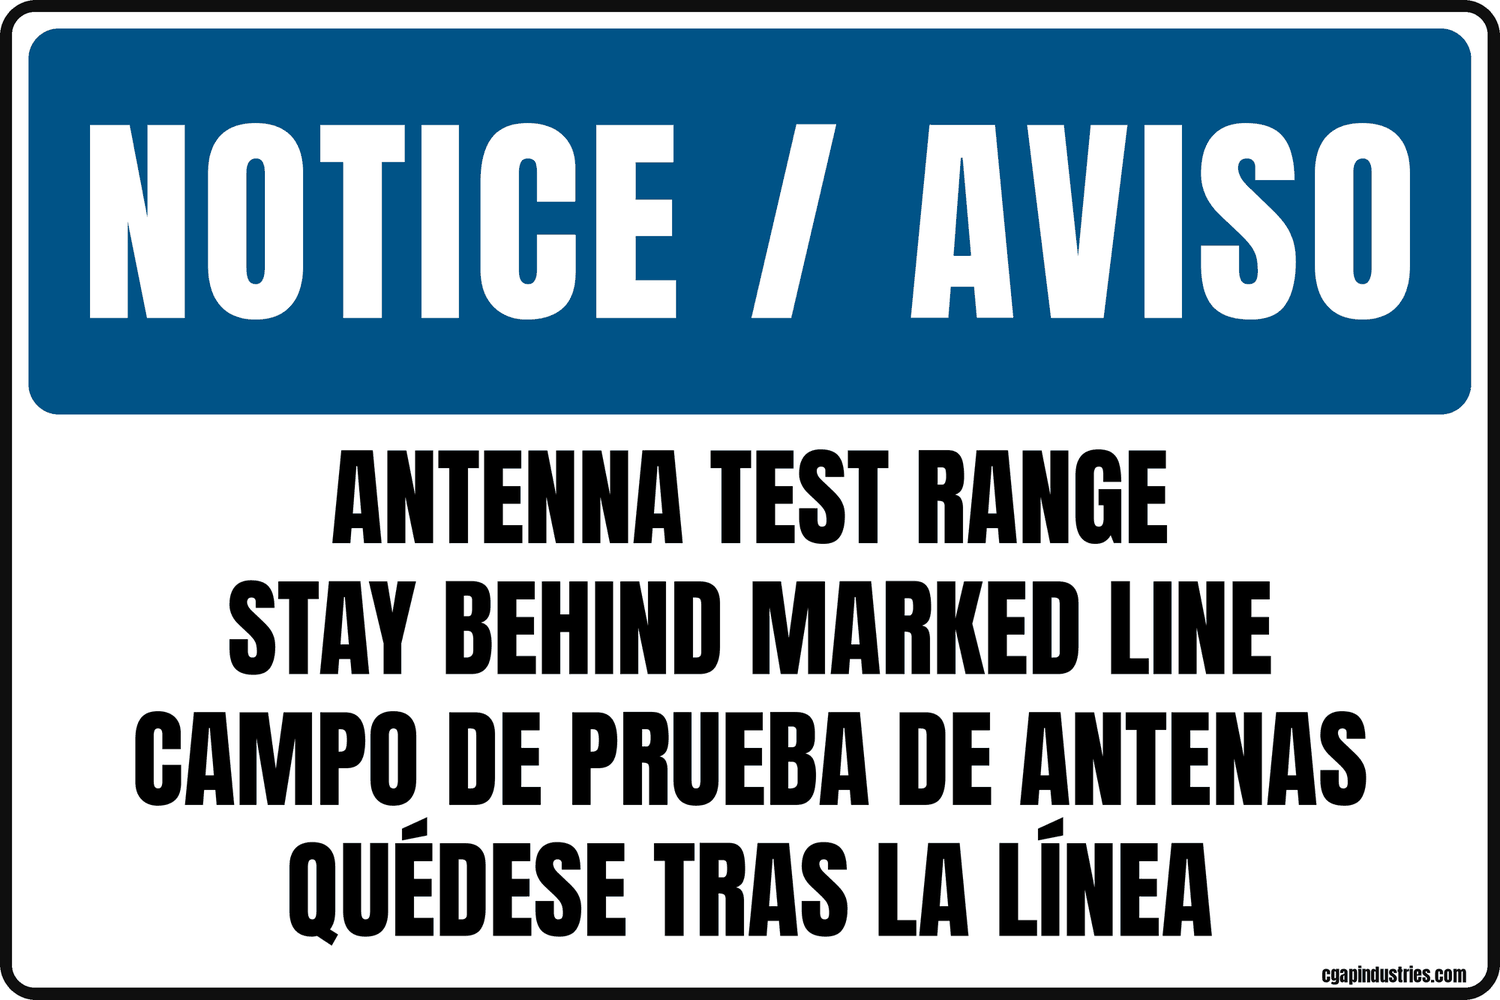 NOTICE / AVISO
ANTENNA TEST RANGE
STAY BEHIND MARKED LINE
CAMPO DE PRUEBA DE ANTENAS
QUÉDESE TRAS LA LÍNEA
cgapindustries.com